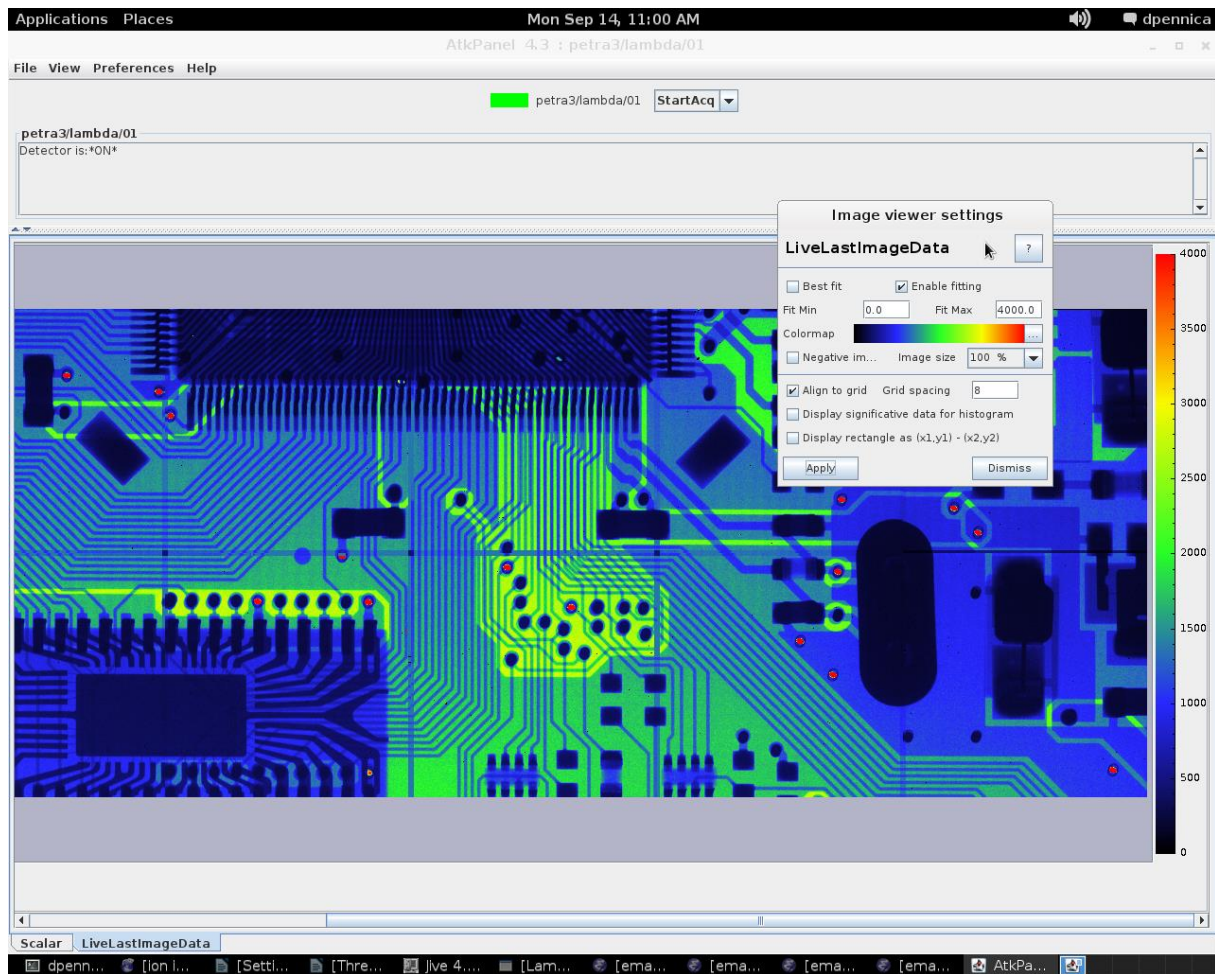 Applications Places Mon Sep 14, 11:00 AM dpennica
AtkPanel 4.3 : petra3/lambda/01
File View Preferences Help
petra3/lambda/01 StartAcq
petra3/lambda/01
Detector is:*ON*
Image viewer settings
LiveLastImageData ?
Best fit Enable fitting
Fit Min 0.0 Fit Max 4000.0
Colormap ...
Negative im... Image size 100 %
Align to grid Grid spacing 8
Display significative data for histogram
Display rectangle as (x1,y1) - (x2,y2)
Apply Dismiss
4000
3500
3000
2500
2000
1500
1000
500
0
Scalar LiveLastImageData
dpenn... [Ion i... [Setti... [Thre... Jive 4.... [Lam... [ema... [ema... [ema... [ema... AtkPa...